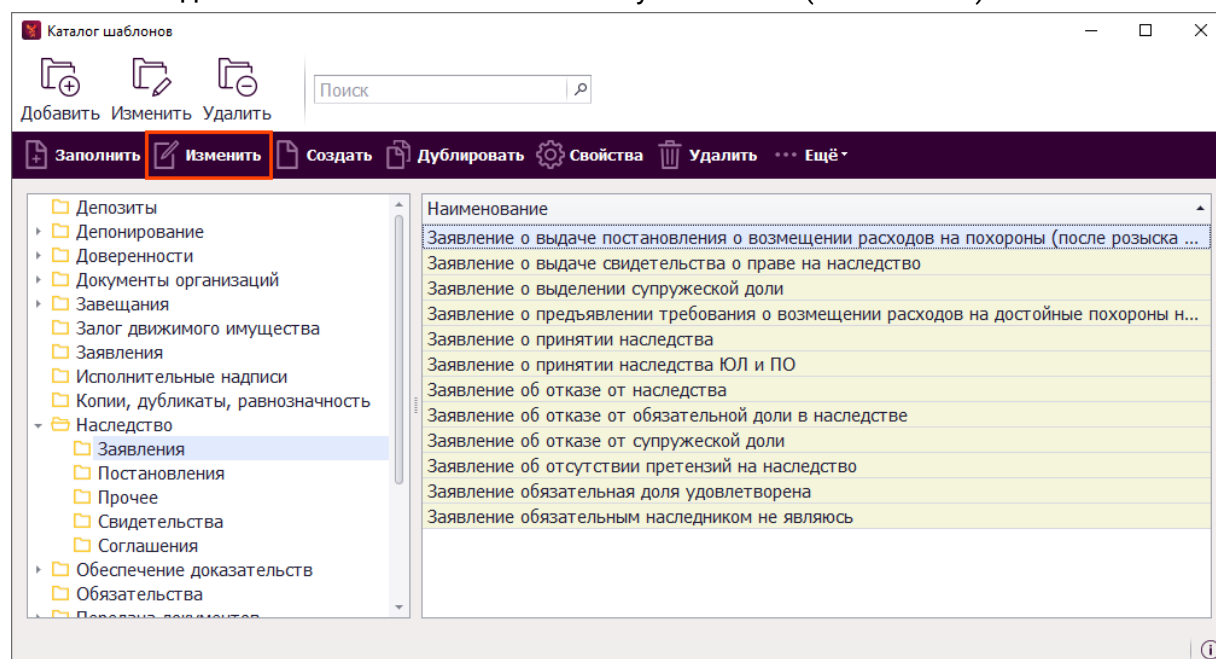 Каталог шаблонов
Добавить Изменить Удалить
Поиск
Заполнить Изменить Создать Дублировать Свойства Удалить ··· Ещё
Депозиты
Депонирование
Доверенности
Документы организаций
Завещания
Залог движимого имущества
Заявления
Исполнительные надписи
Копии, дубликаты, равнозначность
Наследство
Заявления
Постановления
Прочее
Свидетельства
Соглашения
Обеспечение доказательств
Обязательства
Передача документов
Наименование
Заявление о выдаче постановления о возмещении расходов на похороны (после розыска ...
Заявление о выдаче свидетельства о праве на наследство
Заявление о выделении супружеской доли
Заявление о предъявлении требования о возмещении расходов на достойные похороны н...
Заявление о принятии наследства
Заявление о принятии наследства ЮЛ и ПО
Заявление об отказе от наследства
Заявление об отказе от обязательной доли в наследстве
Заявление об отказе от супружеской доли
Заявление об отсутствии претензий на наследство
Заявление обязательная доля удовлетворена
Заявление обязательным наследником не являюсь